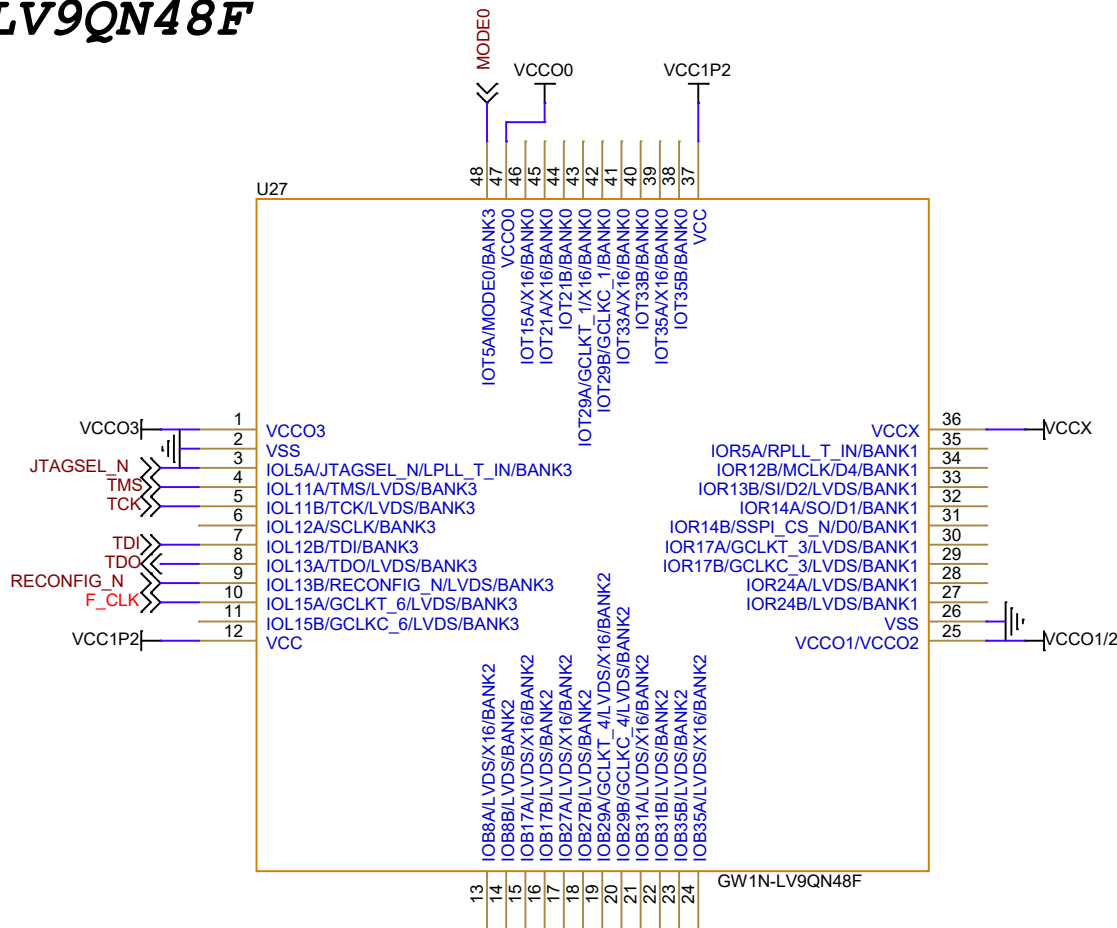 LV9QN48F
MODE0
VCCO0
VCC1P2
48
47
46
45
44
43
42
41
40
39
38
37
U27
IOT5A/MODE0/BANK3
VCCO0
IOT15A/X16/BANK0
IOT21A/X16/BANK0
IOT21B/BANK0
IOT29A/GCLKT_1/X16/BANK0
IOT29B/GCLKC_1/BANK0
IOT33A/X16/BANK0
IOT33B/BANK0
IOT35A/X16/BANK0
IOT35B/BANK0
VCC
VCCO3 1 VCCO3
2 VSS
JTAGSEL_N 3 IOL5A/JTAGSEL_N/LPLL_T_IN/BANK3
TMS 4 IOL11A/TMS/LVDS/BANK3
TCK 5 IOL11B/TCK/LVDS/BANK3
6 IOL12A/SCLK/BANK3
TDI 7 IOL12B/TDI/BANK3
TDO 8 IOL13A/TDO/LVDS/BANK3
RECONFIG_N 9 IOL13B/RECONFIG_N/LVDS/BANK3
F_CLK 10 IOL15A/GCLKT_6/LVDS/BANK3
11 IOL15B/GCLKC_6/LVDS/BANK3
VCC1P2 12 VCC
VCCX 36 VCCX
IOR5A/RPLL_T_IN/BANK1 35
IOR12B/MCLK/D4/BANK1 34
IOR13B/SI/D2/LVDS/BANK1 33
IOR14A/SO/D1/BANK1 32
IOR14B/SSPI_CS_N/D0/BANK1 31
IOR17A/GCLKT_3/LVDS/BANK1 30
IOR17B/GCLKC_3/LVDS/BANK1 29
IOR24A/LVDS/BANK1 28
IOR24B/LVDS/BANK1 27
VSS 26
VCCO1/VCCO2 25 VCCO1/2
IOB8A/LVDS/X16/BANK2
IOB8B/LVDS/BANK2
IOB17A/LVDS/X16/BANK2
IOB17B/LVDS/BANK2
IOB27A/LVDS/X16/BANK2
IOB27B/LVDS/BANK2
IOB29A/GCLKT_4/LVDS/X16/BANK2
IOB29B/GCLKC_4/LVDS/BANK2
IOB31A/LVDS/X16/BANK2
IOB31B/LVDS/BANK2
IOB35B/LVDS/BANK2
IOB35A/LVDS/X16/BANK2
GW1N-LV9QN48F
13
14
15
16
17
18
19
20
21
22
23
24